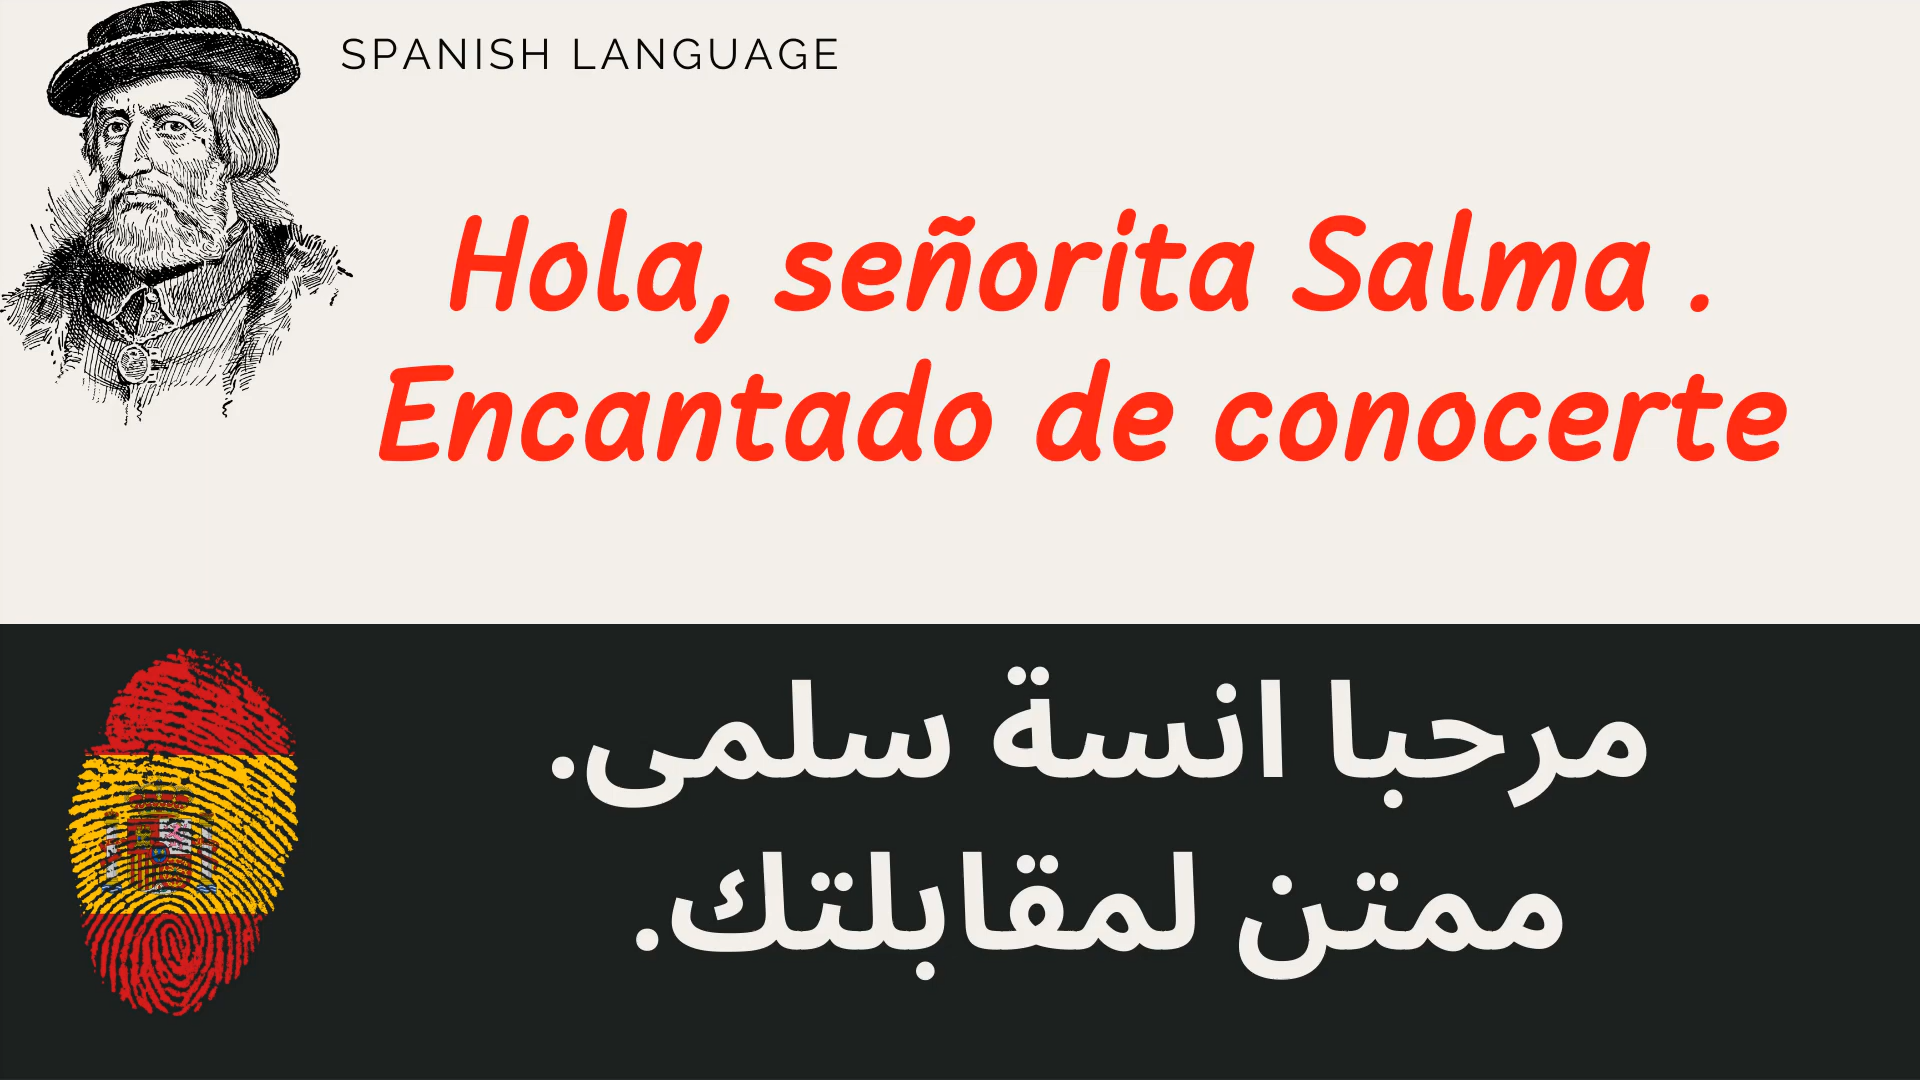 SPANISH LANGUAGE
Hola, señorita Salma .
Encantado de conocerte
مرحبا انسة سلمى.
ممتن لمقابلتك.